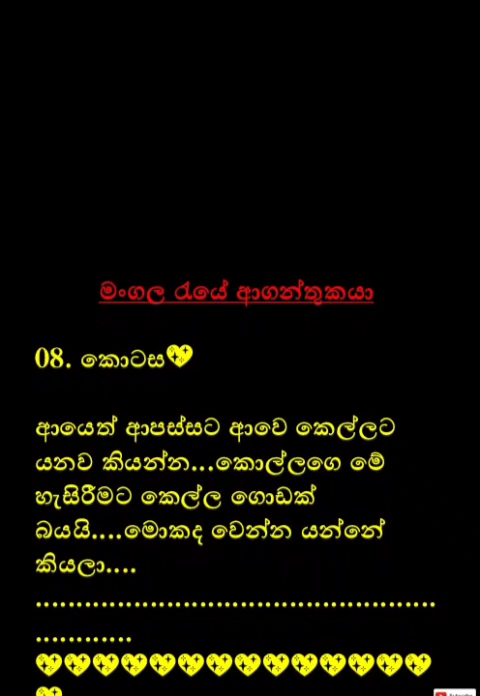 මංගල රැයේ ආගන්තුකයා
08. කොටස💖
ආයෙත් ආපස්සට ආවෙ කෙල්ලට
යනව කියන්න...කොල්ලගෙ මේ
හැසිරීමට කෙල්ල ගොඩක්
බයයි....මොකද වෙන්න යන්නේ
කියලා....
.................................................
............
💖💖💖💖💖💖💖💖💖💖💖💖💖💖
💖